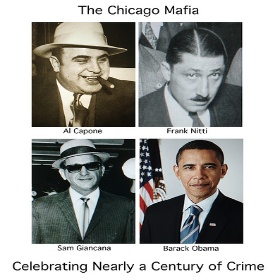 The Chicago Mafia
Al Capone Frank Nitti
Sam Giancana Barack Obama
Celebrating Nearly a Century of Crime